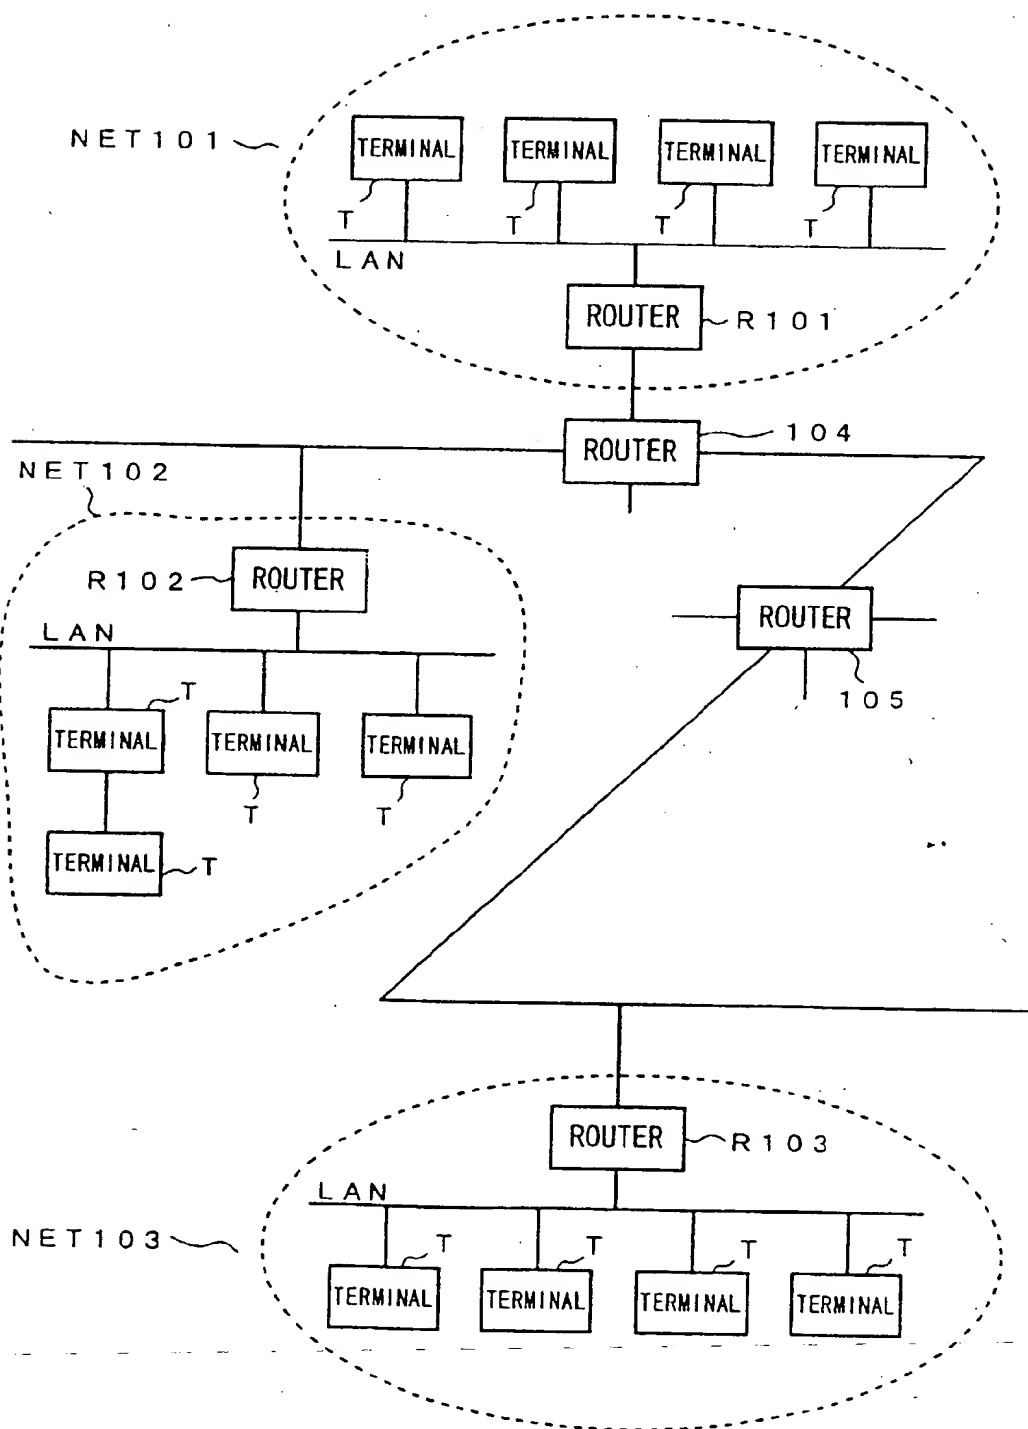 NET101
TERMINAL TERMINAL TERMINAL TERMINAL
T T T T
LAN
ROUTER R101
ROUTER 104
NET102
R102 ROUTER
ROUTER
105
LAN
T
TERMINAL TERMINAL TERMINAL
T T
TERMINAL T
ROUTER R103
LAN
NET103
T T T T
TERMINAL TERMINAL TERMINAL TERMINAL